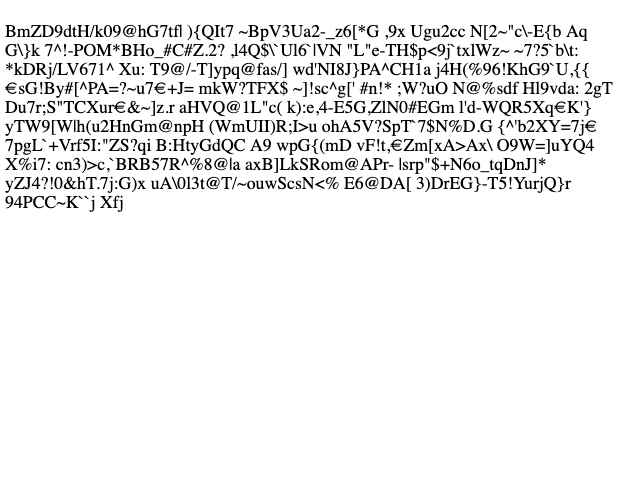 BmZD9dtH/k09@hG7tfl ){QIt7 ~BpV3Ua2-_z6[*G ,9x Ugu2cc N[2~"c\-E{b Aq
G\}k 7^!-POM*BHo_#C#Z.2? ,l4Q$\`Ul6`|VN "L"e-TH$p<9j`txlWz~ ~7?5`b\t:
*kDRj/LV671^ Xu: T9@/-T]ypq@fas/] wd'NI8J}PA^CH1a j4H(%96!KhG9`U,{{
€sG!By#[^PA=?~u7€+J= mkW?TFX$ ~]!sc^g[' #n!* ;W?uO N@%sdf Hl9vda: 2gT
Du7r;S"TCXur€&~]z.r aHVQ@1L"c( k):e,4-E5G,ZlN0#EGm l'd-WQR5Xq€K'}
yTW9[W|h(u2HnGm@npH (WmUII)R;I>u ohA5V?SpT`7$N%D.G {^'b2XY=7j€
7pgL`+Vrf5I:"ZS?qi B:HtyGdQC A9 wpG{(mD vF!t,€Zm[xA>Ax\ O9W=]uYQ4
X%i7: cn3)>c,`BRB57R^%8@|a axB]LkSRom@APr- |srp"$+N6o_tqDnJ]*
yZJ4?!0&hT.7j:G)x uA\0l3t@T/~ouwScsN<% E6@DA[ 3)DrEG}-T5!YurjQ}r
94PCC~K``j Xfj